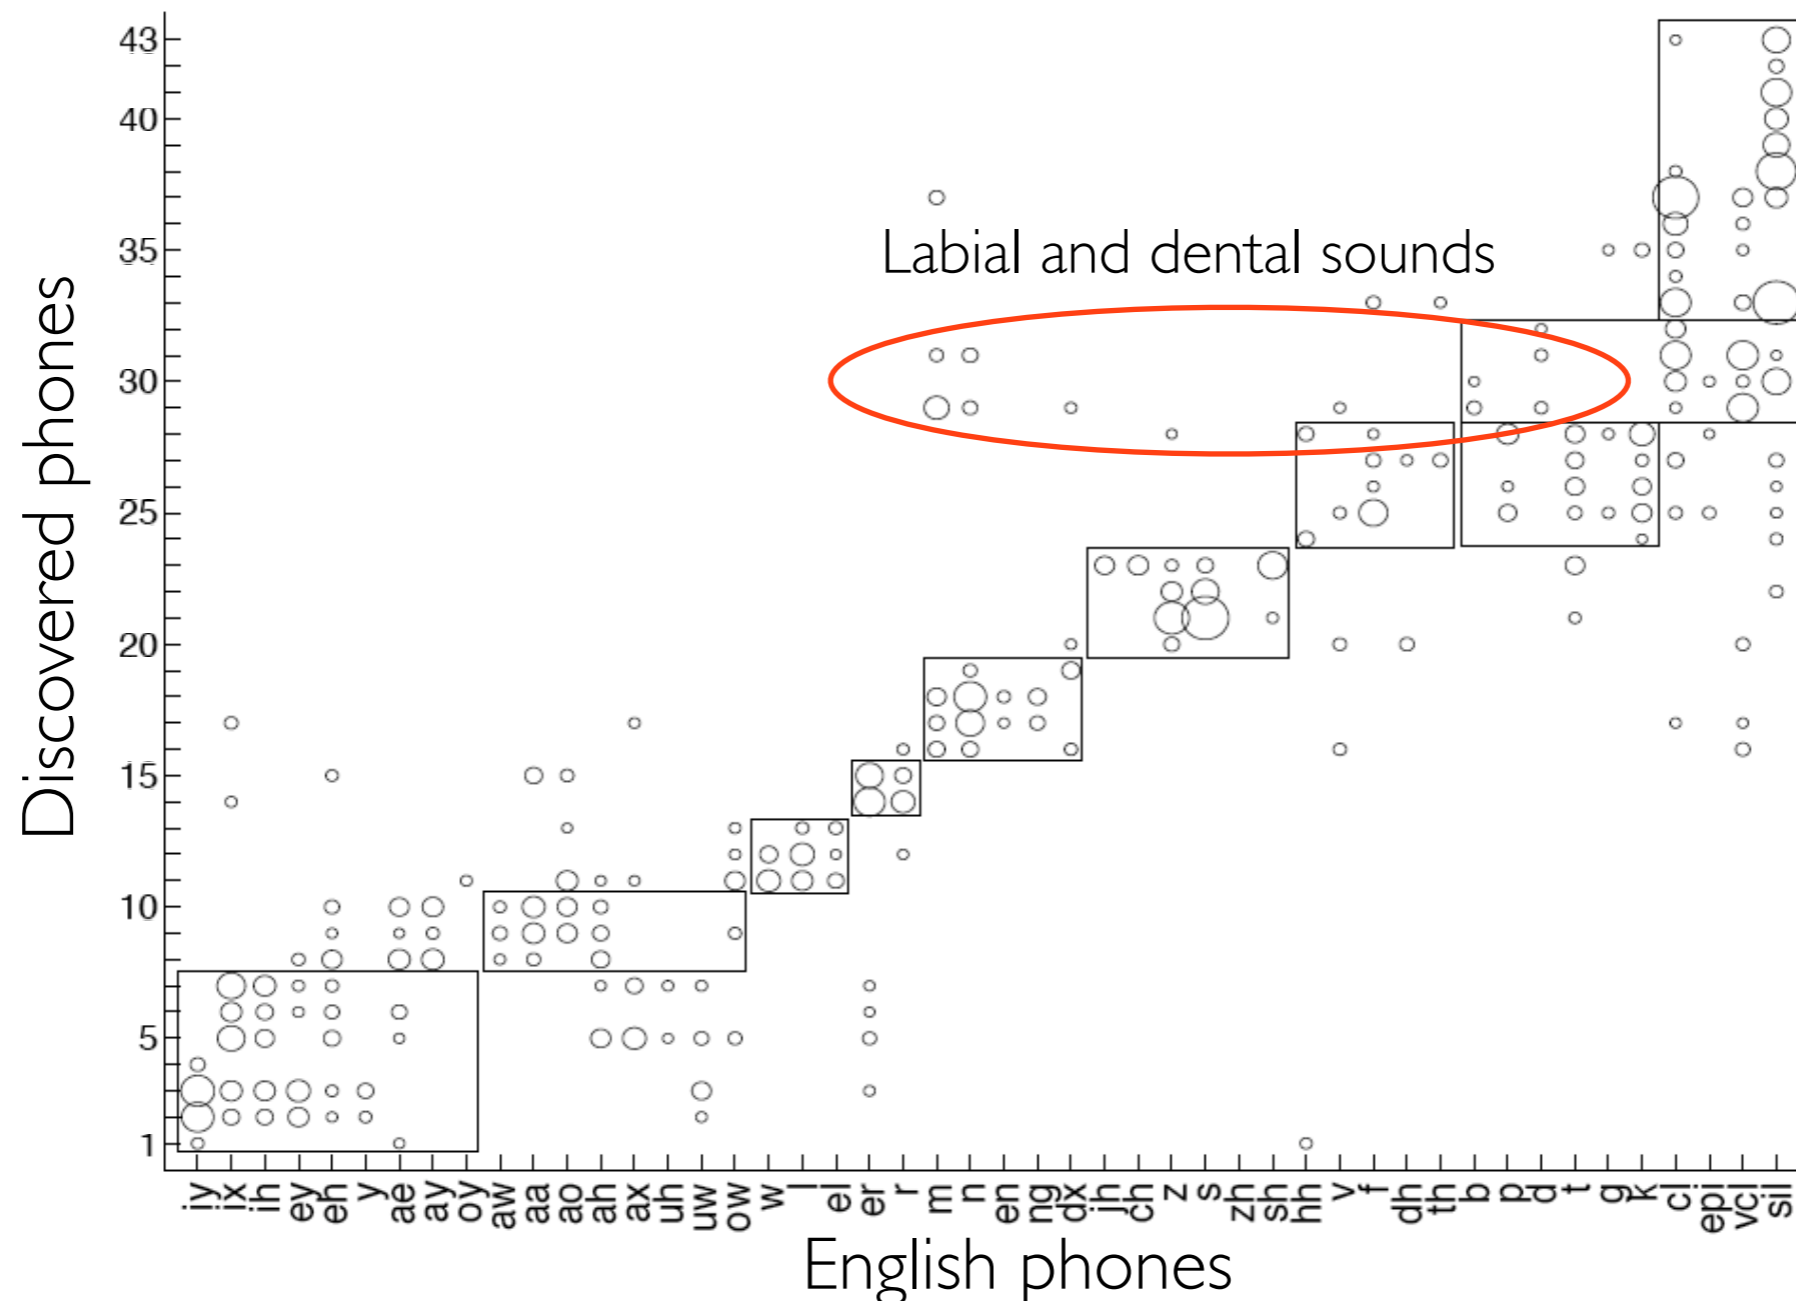 Discovered phones
43
40
35
30
25
20
15
10
5
1
Labial and dental sounds
iy ix ih ey eh y ae ay oy aw aa ao ah ax uh uw ow w l el er r m n en ng dx jh ch z s zh sh hh v f dh th b p d t g k cl epi vcl sil
English phones